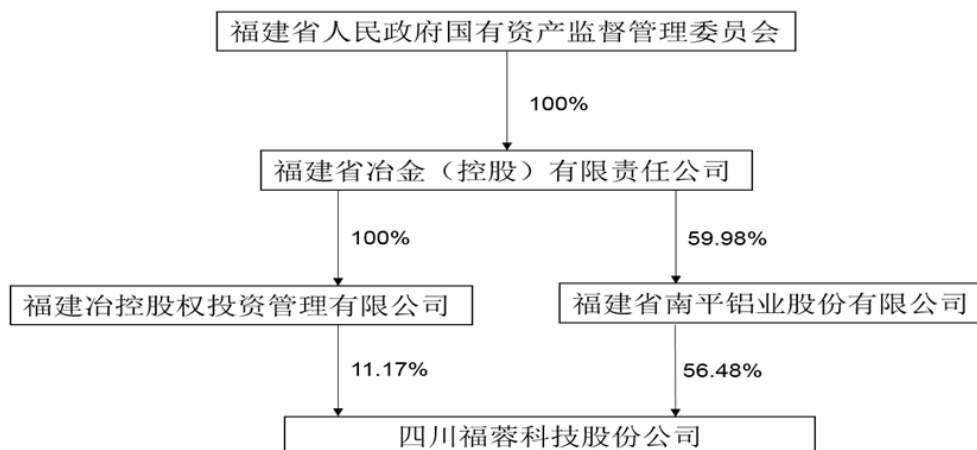 福建省人民政府国有资产监督管理委员会
100%
福建省冶金（控股）有限责任公司
100%
59.98%
福建冶控股权投资管理有限公司
福建省南平铝业股份有限公司
11.17%
56.48%
四川福蓉科技股份公司